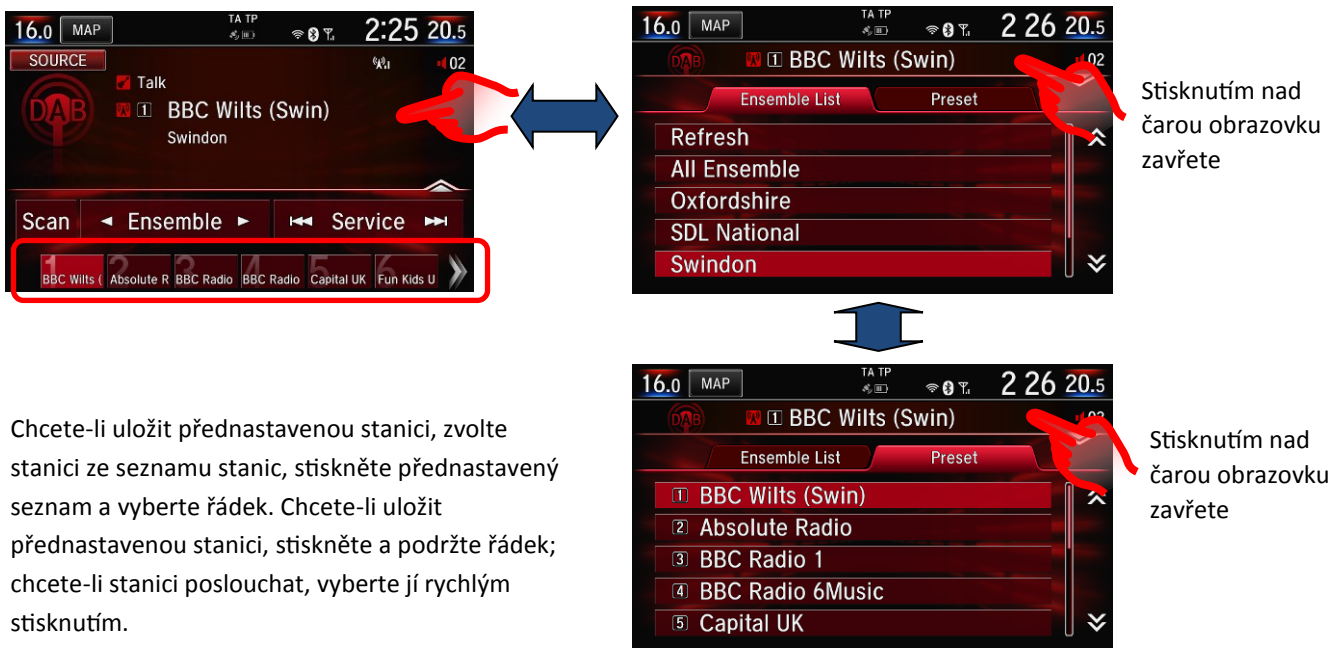 16.0 MAP TA TP 2:25 20.5
SOURCE 02
Talk
DAB 1 BBC Wilts (Swin)
Swindon
Scan ◄ Ensemble ► ⏮ Service ⏭
1 2 3 4 5 6
BBC Wilts ( Absolute R BBC Radio BBC Radio Capital UK Fun Kids U
16.0 MAP TA TP 2 26 20.5
DAB 1 BBC Wilts (Swin) 02
Ensemble List Preset
Refresh
All Ensemble
Oxfordshire
SDL National
Swindon
Stisknutím nad
čarou obrazovku
zavřete
Chcete-li uložit přednastavenou stanici, zvolte
stanici ze seznamu stanic, stiskněte přednastavený
seznam a vyberte řádek. Chcete-li uložit
přednastavenou stanici, stiskněte a podržte řádek;
chcete-li stanici poslouchat, vyberte jí rychlým
stisknutím.
16.0 MAP TA TP 2 26 20.5
DAB 1 BBC Wilts (Swin)
Ensemble List Preset
1 BBC Wilts (Swin)
2 Absolute Radio
3 BBC Radio 1
4 BBC Radio 6Music
5 Capital UK
Stisknutím nad
čarou obrazovku
zavřete